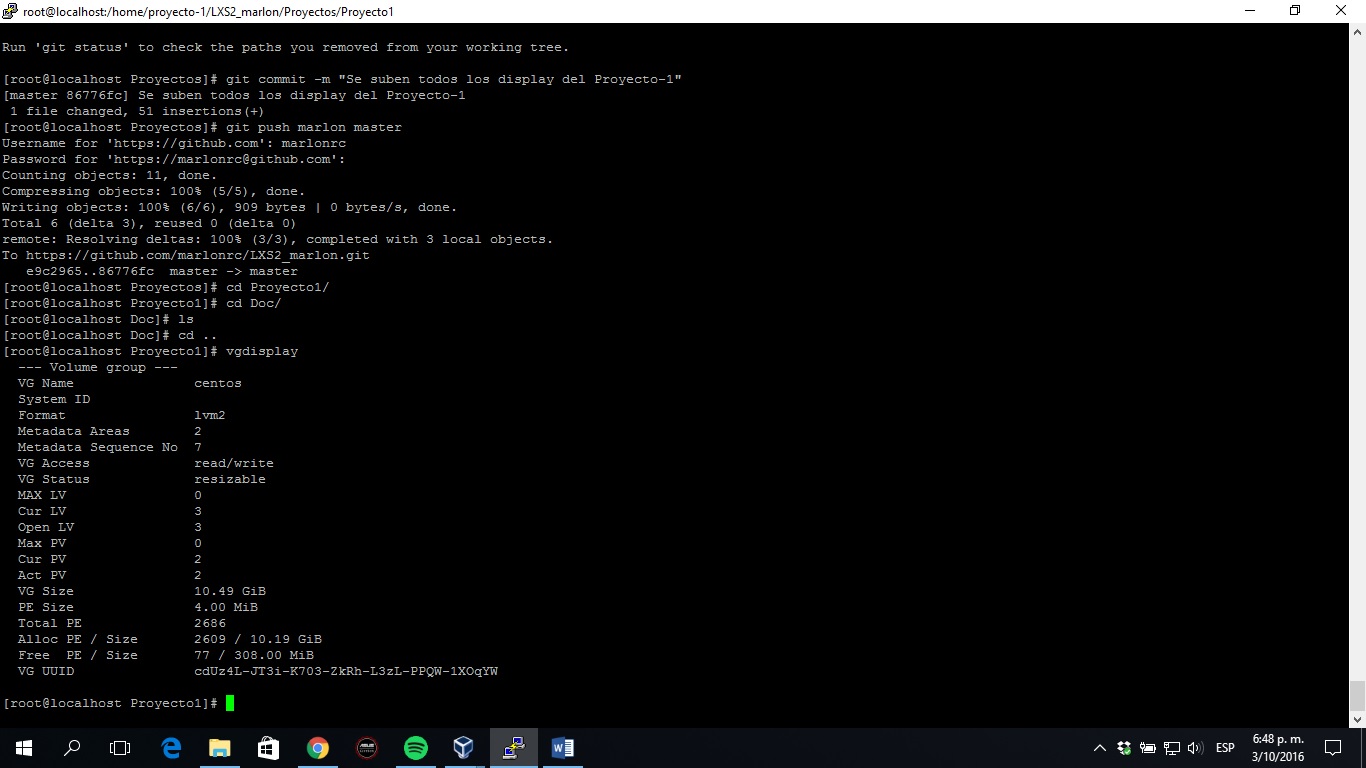 root@localhost:/home/proyecto-1/LXS2_marlon/Proyectos/Proyecto1
Run 'git status' to check the paths you removed from your working tree.
[root@localhost Proyectos]# git commit -m "Se suben todos los display del Proyecto-1"
[master 86776fc] Se suben todos los display del Proyecto-1
 1 file changed, 51 insertions(+)
[root@localhost Proyectos]# git push marlon master
Username for 'https://github.com': marlonrc
Password for 'https://marlonrc@github.com':
Counting objects: 11, done.
Compressing objects: 100% (5/5), done.
Writing objects: 100% (6/6), 909 bytes | 0 bytes/s, done.
Total 6 (delta 3), reused 0 (delta 0)
remote: Resolving deltas: 100% (3/3), completed with 3 local objects.
To https://github.com/marlonrc/LXS2_marlon.git
   e9c2965..86776fc  master -> master
[root@localhost Proyectos]# cd Proyecto1/
[root@localhost Proyecto1]# cd Doc/
[root@localhost Doc]# ls
[root@localhost Doc]# cd ..
[root@localhost Proyecto1]# vgdisplay
  --- Volume group ---
  VG Name               centos
  System ID
  Format                lvm2
  Metadata Areas        2
  Metadata Sequence No  7
  VG Access             read/write
  VG Status             resizable
  MAX LV                0
  Cur LV                3
  Open LV               3
  Max PV                0
  Cur PV                2
  Act PV                2
  VG Size               10.49 GiB
  PE Size               4.00 MiB
  Total PE              2686
  Alloc PE / Size       2609 / 10.19 GiB
  Free  PE / Size       77 / 308.00 MiB
  VG UUID               cdUz4L-JT3i-K703-ZkRh-L3zL-PPQW-1XOqYW
[root@localhost Proyecto1]#
ESP
6:48 p. m.
3/10/2016